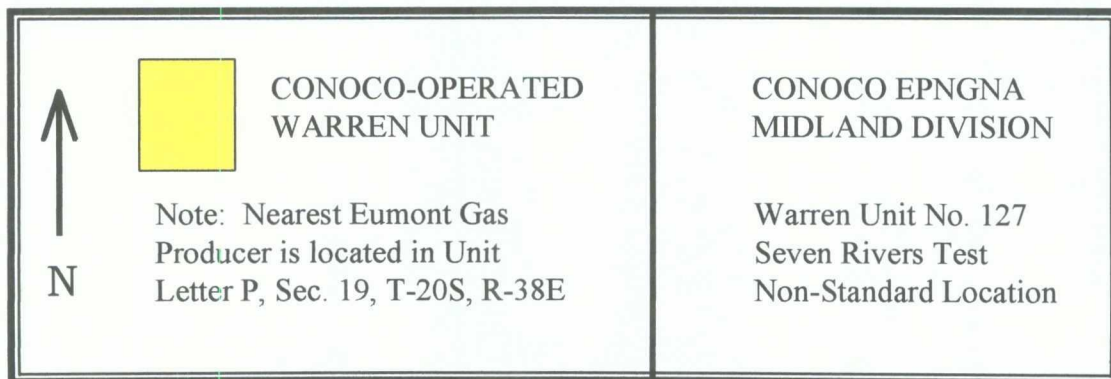 CONOCO-OPERATED
WARREN UNIT
Note: Nearest Eumont Gas
Producer is located in Unit
Letter P, Sec. 19, T-20S, R-38E
N
CONOCO EPNGNA
MIDLAND DIVISION
Warren Unit No. 127
Seven Rivers Test
Non-Standard Location